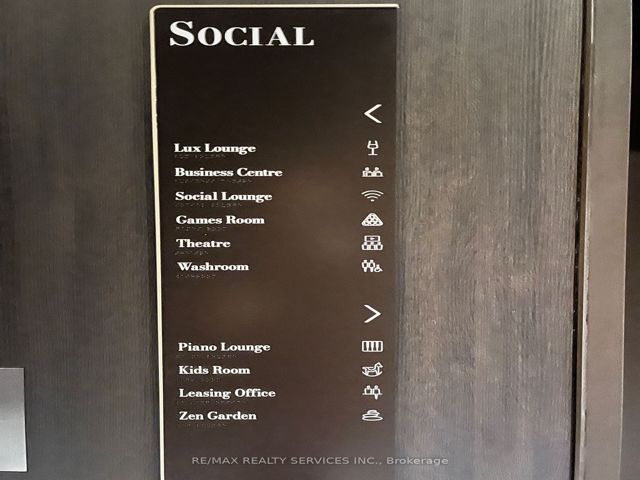 SOCIAL
<
Lux Lounge
Business Centre
Social Lounge
Games Room
Theatre
Washroom
>
Piano Lounge
Kids Room
Leasing Office
Zen Garden
RE/MAX REALTY SERVICES INC., Brokerage